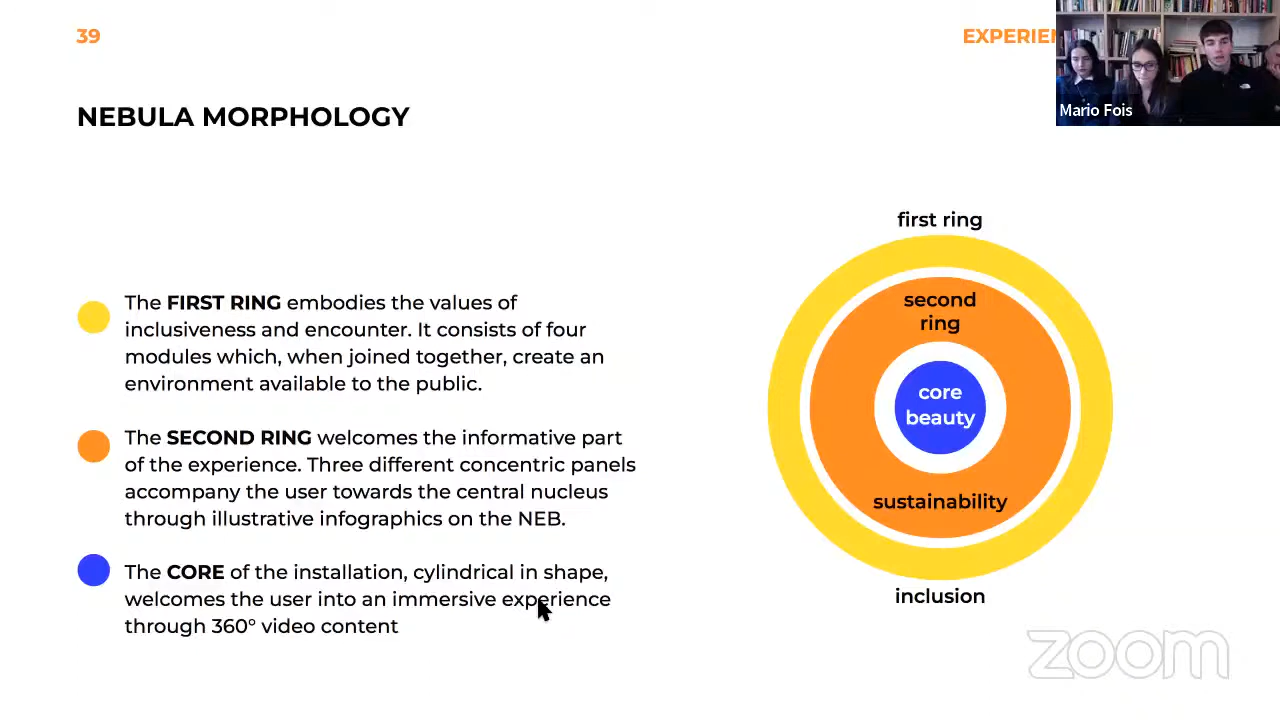 39
EXPERIEN
Mario Fois
NEBULA MORPHOLOGY
The FIRST RING embodies the values of
inclusiveness and encounter. It consists of four
modules which, when joined together, create an
environment available to the public.
The SECOND RING welcomes the informative part
of the experience. Three different concentric panels
accompany the user towards the central nucleus
through illustrative infographics on the NEB.
The CORE of the installation, cylindrical in shape,
welcomes the user into an immersive experience
through 360° video content
first ring
second
ring
core
beauty
sustainability
inclusion
zoom